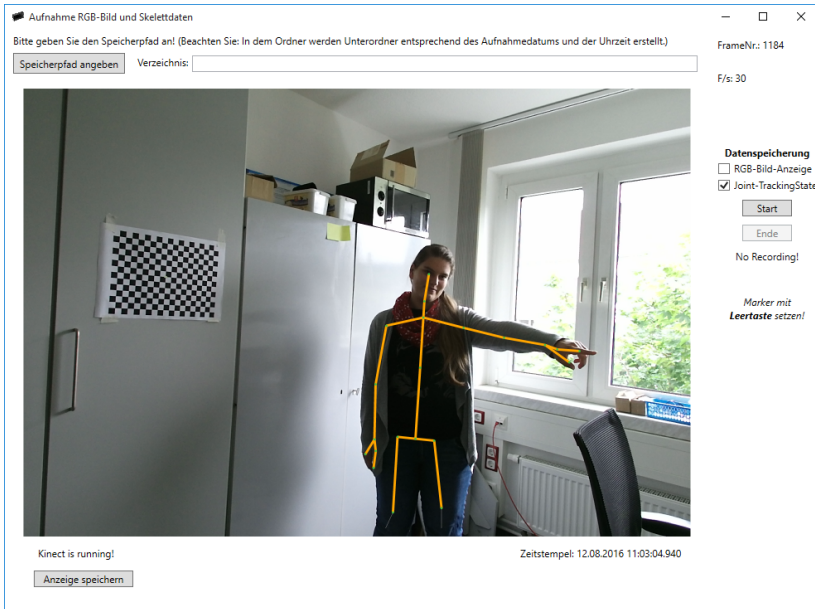 Aufnahme RGB-Bild und Skelettdaten
Bitte geben Sie den Speicherpfad an! (Beachten Sie: In dem Ordner werden Unterordner entsprechend des Aufnahmedatums und der Uhrzeit erstellt.)
FrameNr.: 1184
Speicherpfad angeben Verzeichnis:
F/s: 30
Datenspeicherung
RGB-Bild-Anzeige
Joint-TrackingState
Start
Ende
No Recording!
Marker mit
Leertaste setzen!
Kinect is running! Zeitstempel: 12.08.2016 11:03:04.940
Anzeige speichern